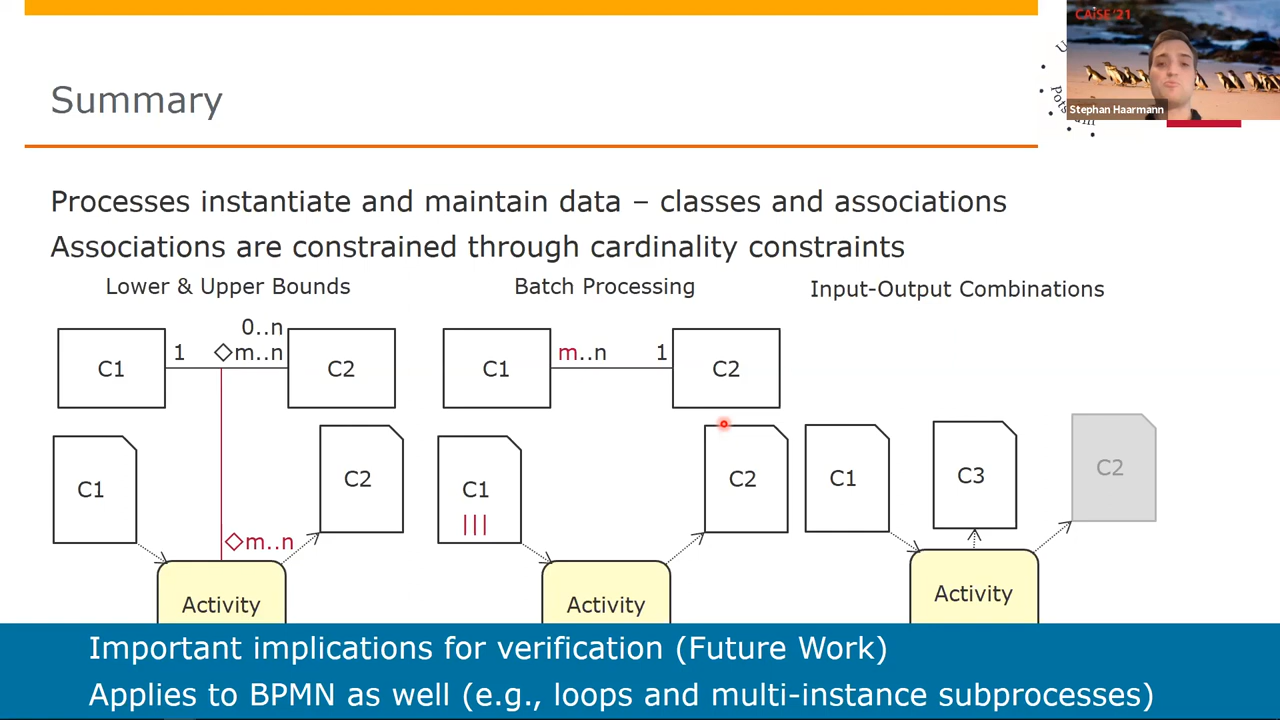 CAiSE'21
Stephan Haarmann
Summary
Processes instantiate and maintain data – classes and associations
Associations are constrained through cardinality constraints
Lower & Upper Bounds
Batch Processing
Input-Output Combinations
C1
1
0..n
◇m..n
C2
C1
m..n
1
C2
C1
C2
◇m..n
Activity
C1
|||
C2
Activity
C1
C3
C2
Activity
Important implications for verification (Future Work)
Applies to BPMN as well (e.g., loops and multi-instance subprocesses)